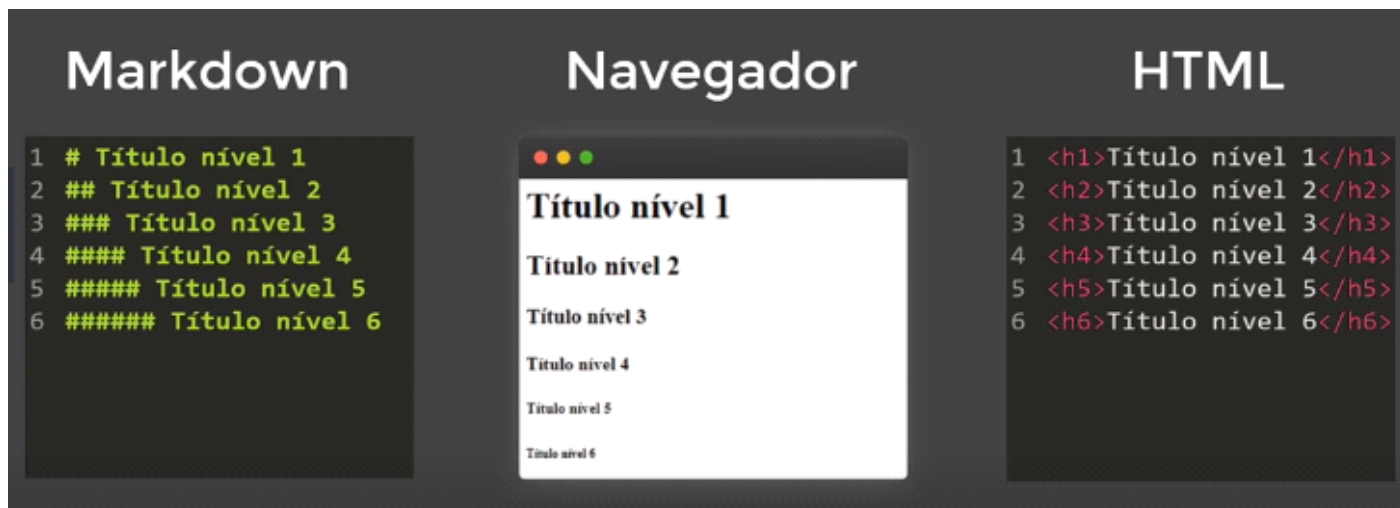 Markdown
1 # Título nível 1
2 ## Título nível 2
3 ### Título nível 3
4 #### Título nível 4
5 ##### Título nível 5
6 ###### Título nível 6
Navegador
Título nível 1
Título nível 2
Título nível 3
Título nível 4
Título nível 5
Título nível 6
HTML
1 <h1>Título nível 1</h1>
2 <h2>Título nível 2</h2>
3 <h3>Título nível 3</h3>
4 <h4>Título nível 4</h4>
5 <h5>Título nível 5</h5>
6 <h6>Título nível 6</h6>